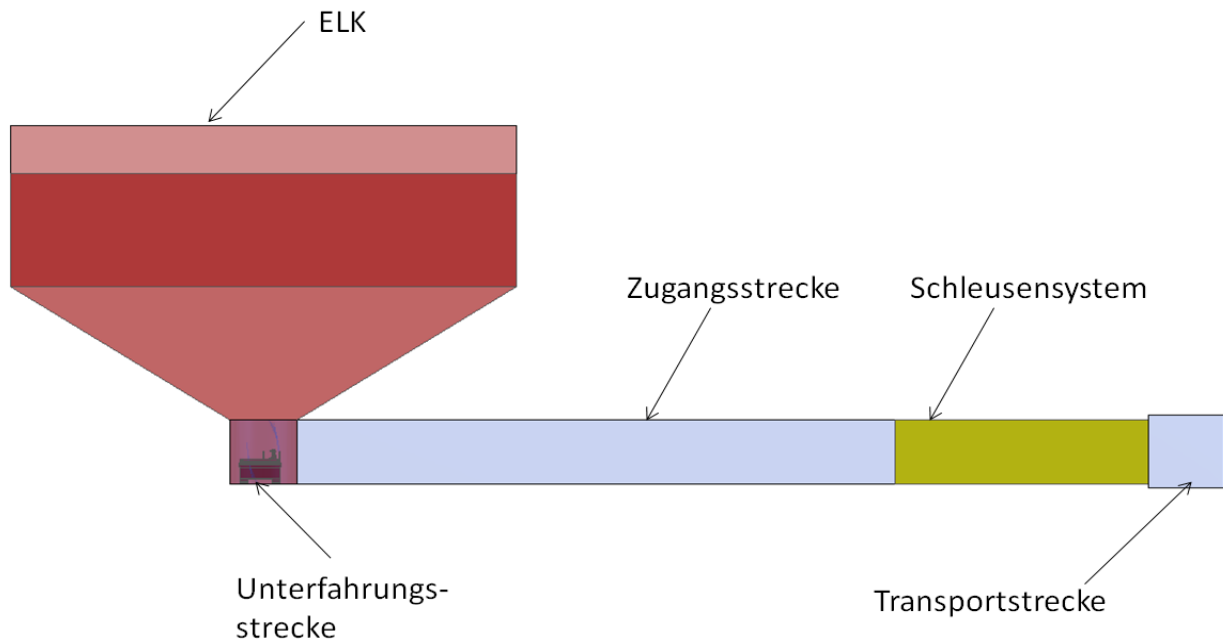 ELK
Zugangsstrecke
Schleusensystem
Unterfahrungs-
strecke
Transportstrecke